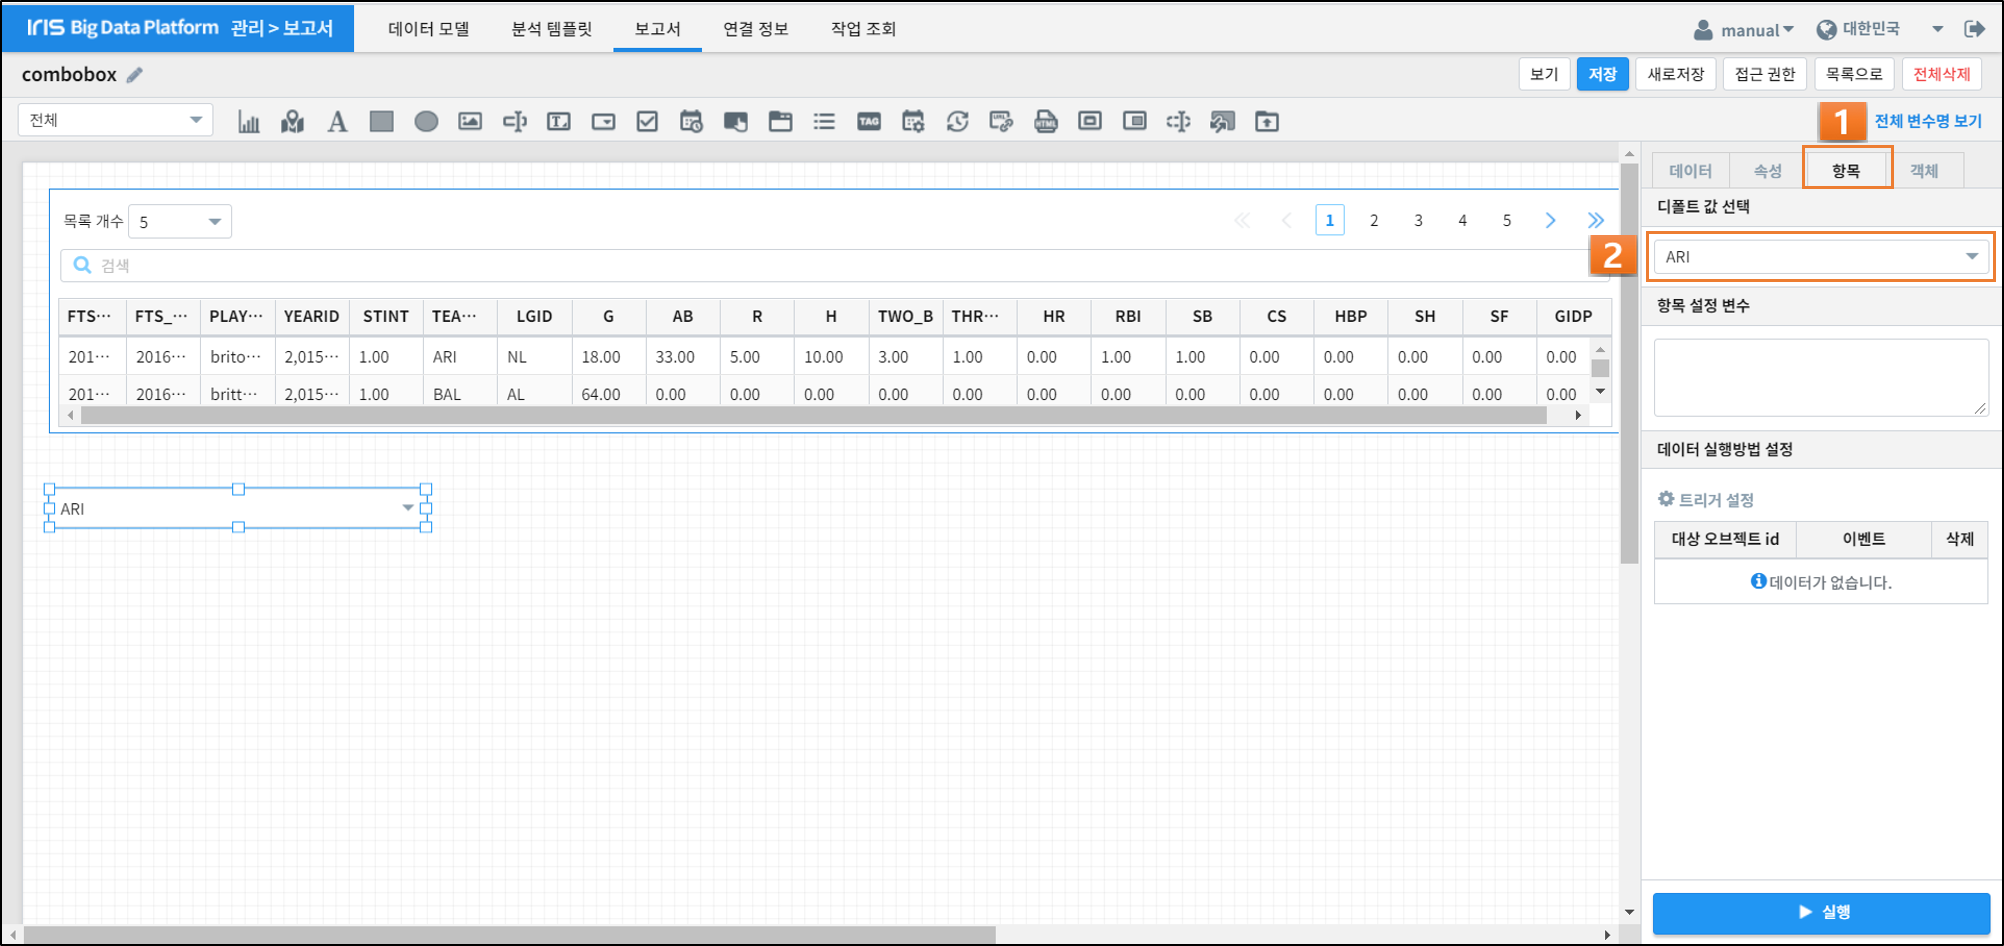 IRIS Big Data Platform 관리 > 보고서 데이터 모델 분석 템플릿 보고서 연결 정보 작업 조회 manual 대한민국
combobox 보기 저장 새로저장 접근 권한 목록으로 전체삭제
전체 TAG HTML 1 전체 변수명 보기
데이터 속성 항목 객체
디폴트 값 선택
목록 개수 5 1 2 3 4 5
2 ARI
검색
항목 설정 변수
FTS··· FTS_··· PLAY··· YEARID STINT TEA··· LGID G AB R H TWO_B THR··· HR RBI SB CS HBP SH SF GIDP
201··· 2016··· brito··· 2,015··· 1.00 ARI NL 18.00 33.00 5.00 10.00 3.00 1.00 0.00 1.00 1.00 0.00 0.00 0.00 0.00 0.00
201··· 2016··· britt··· 2,015··· 1.00 BAL AL 64.00 0.00 0.00 0.00 0.00 0.00 0.00 0.00 0.00 0.00 0.00 0.00 0.00 0.00
데이터 실행방법 설정
트리거 설정
ARI
대상 오브젝트 id 이벤트 삭제
데이터가 없습니다.
실행